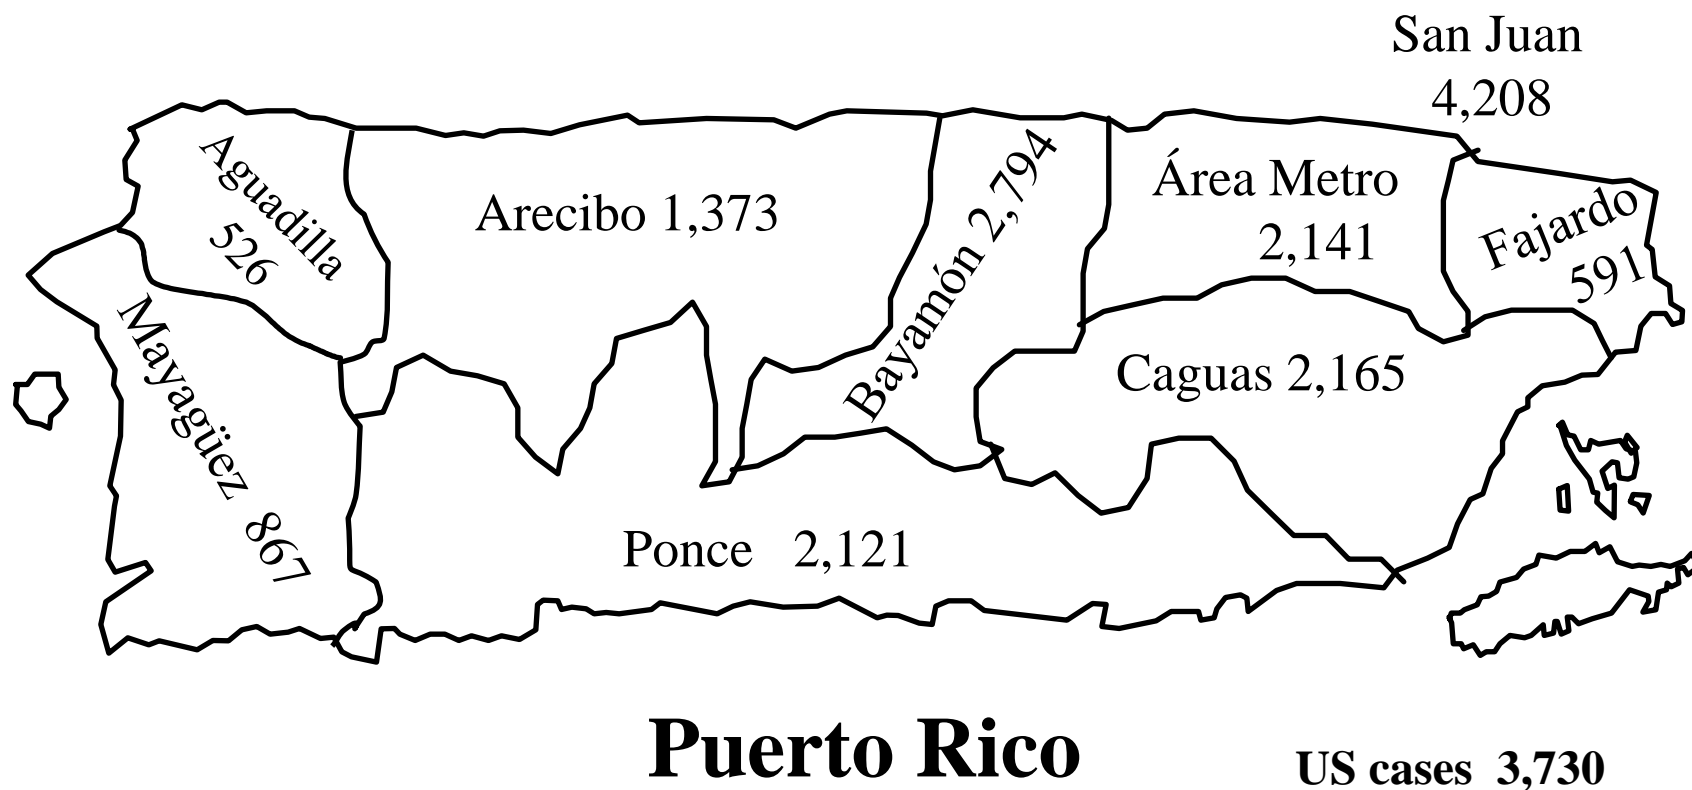 San Juan
4,208
Aguadilla
526
Arecibo 1,373
Bayamón 2,794
Área Metro
2,141
Fajardo
591
Mayagüez 867
Caguas 2,165
Ponce 2,121
Puerto Rico
US cases 3,730